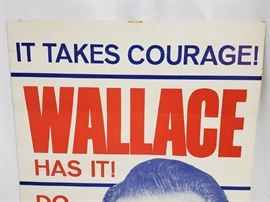 IT TAKES COURAGE!
WALLACE
HAS IT!
DO